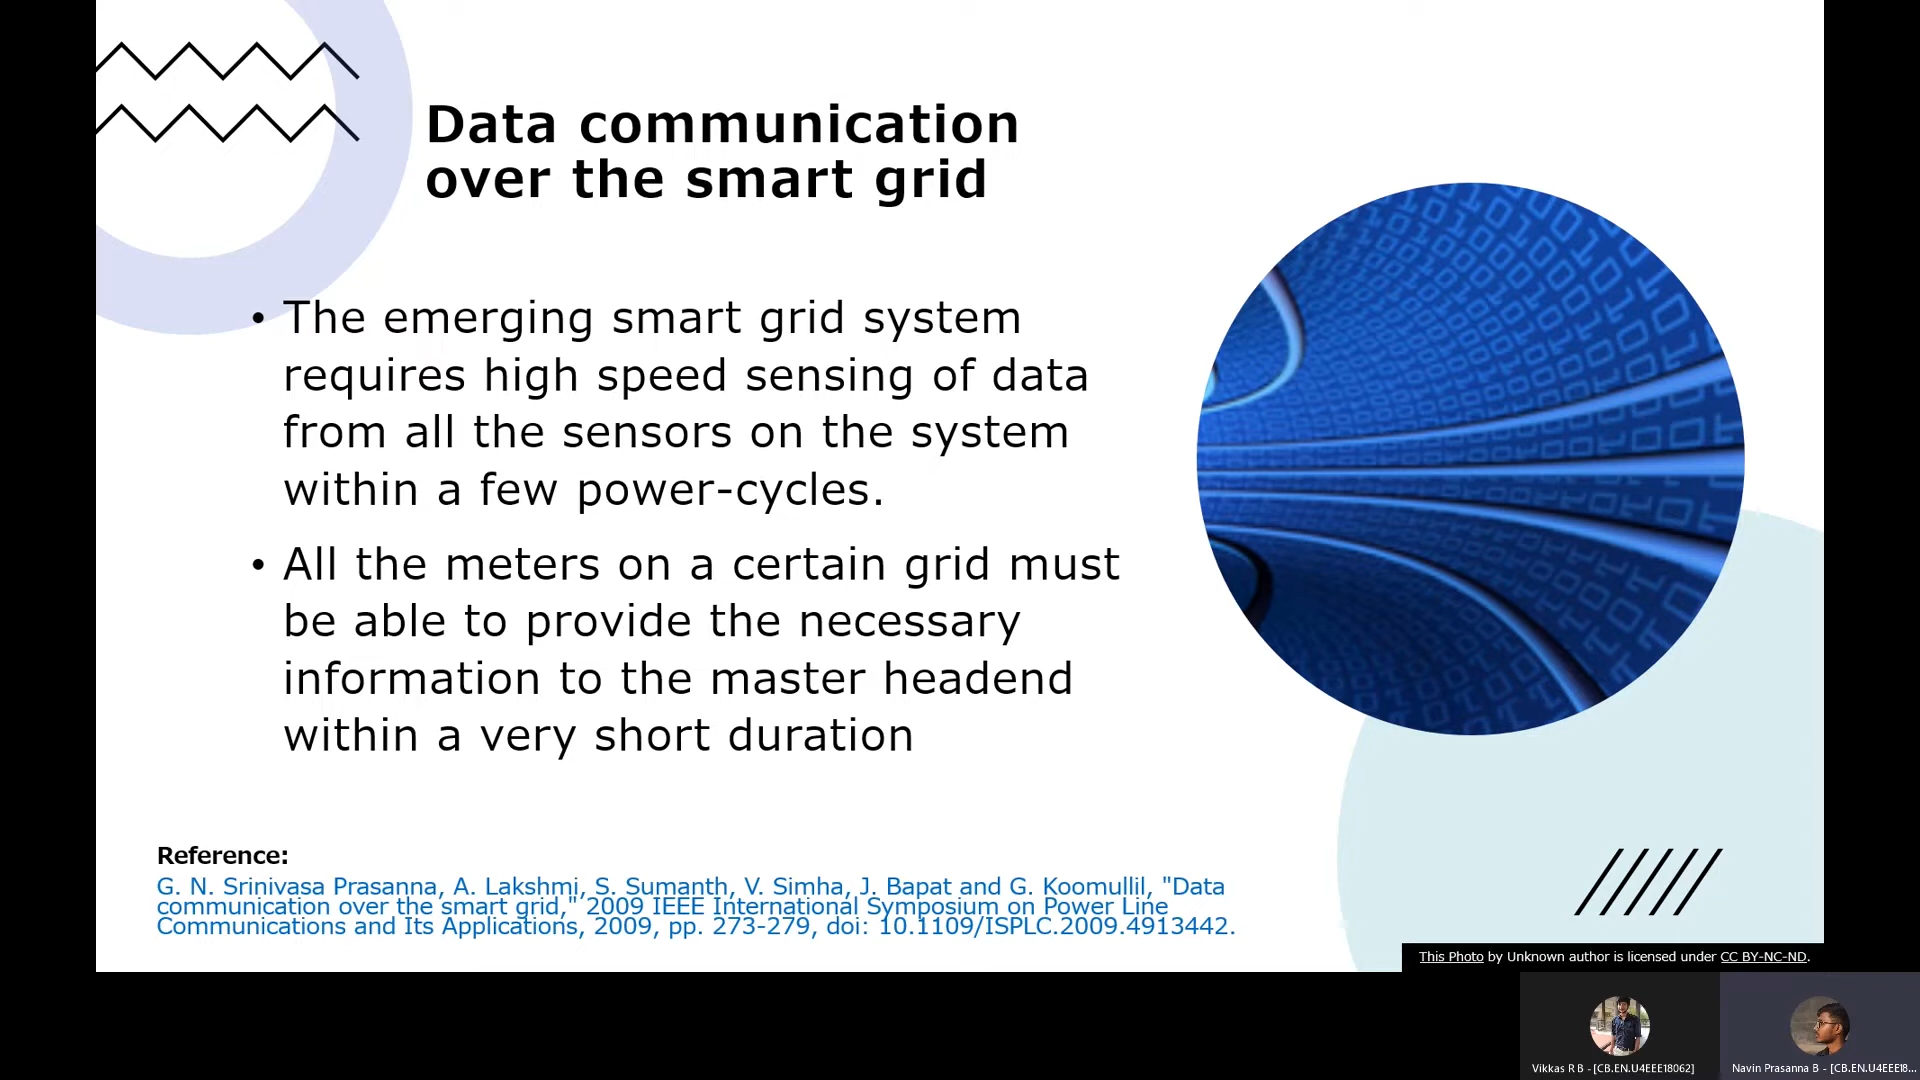 Data communication
over the smart grid
• The emerging smart grid system
requires high speed sensing of data
from all the sensors on the system
within a few power-cycles.
• All the meters on a certain grid must
be able to provide the necessary
information to the master headend
within a very short duration
Reference:
G. N. Srinivasa Prasanna, A. Lakshmi, S. Sumanth, V. Simha, J. Bapat and G. Koomullil, "Data
communication over the smart grid," 2009 IEEE International Symposium on Power Line
Communications and Its Applications, 2009, pp. 273-279, doi: 10.1109/ISPLC.2009.4913442.
This Photo by Unknown author is licensed under CC BY-NC-ND.
Vikkas R B - [CB.EN.U4EEE18062]
Navin Prasanna B - [CB.EN.U4EEE18...